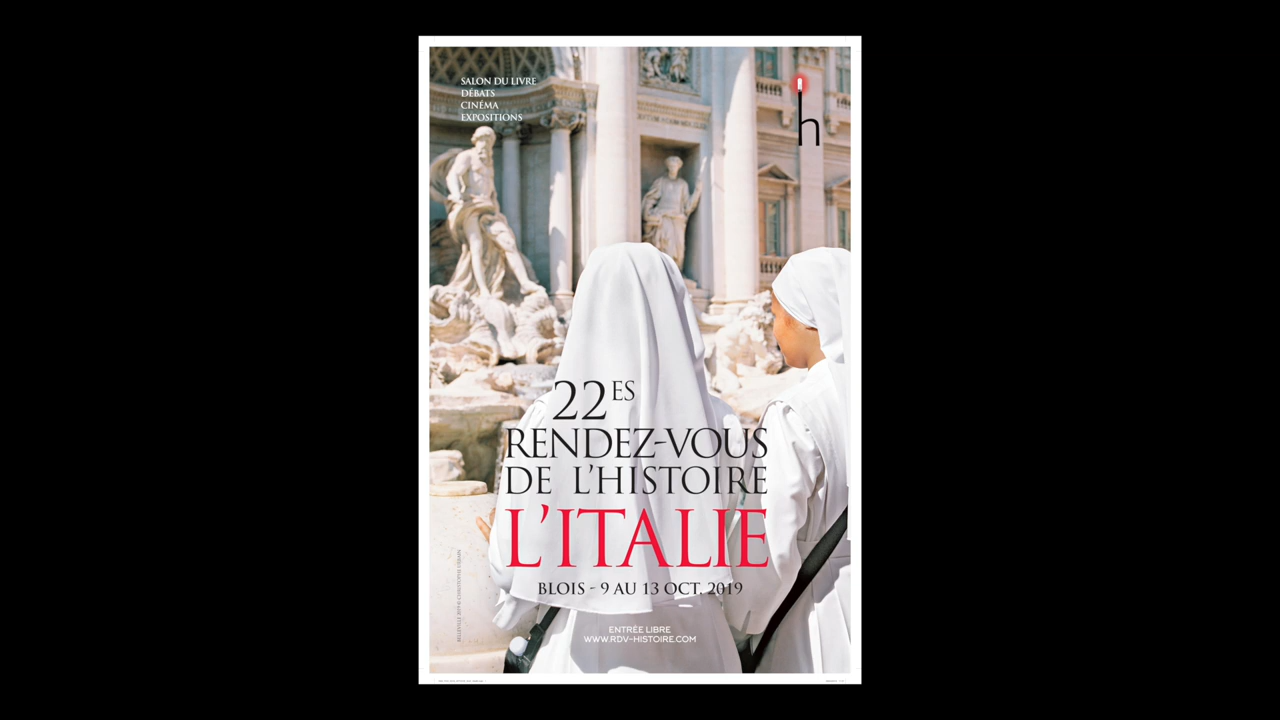 SALON DU LIVRE
DÉBATS
CINÉMA
EXPOSITIONS
h
22ES
RENDEZ-VOUS
DE L'HISTOIRE
L'ITALIE
BLOIS - 9 AU 13 OCT. 2019
ENTRÉE LIBRE
WWW.RDV-HISTOIRE.COM